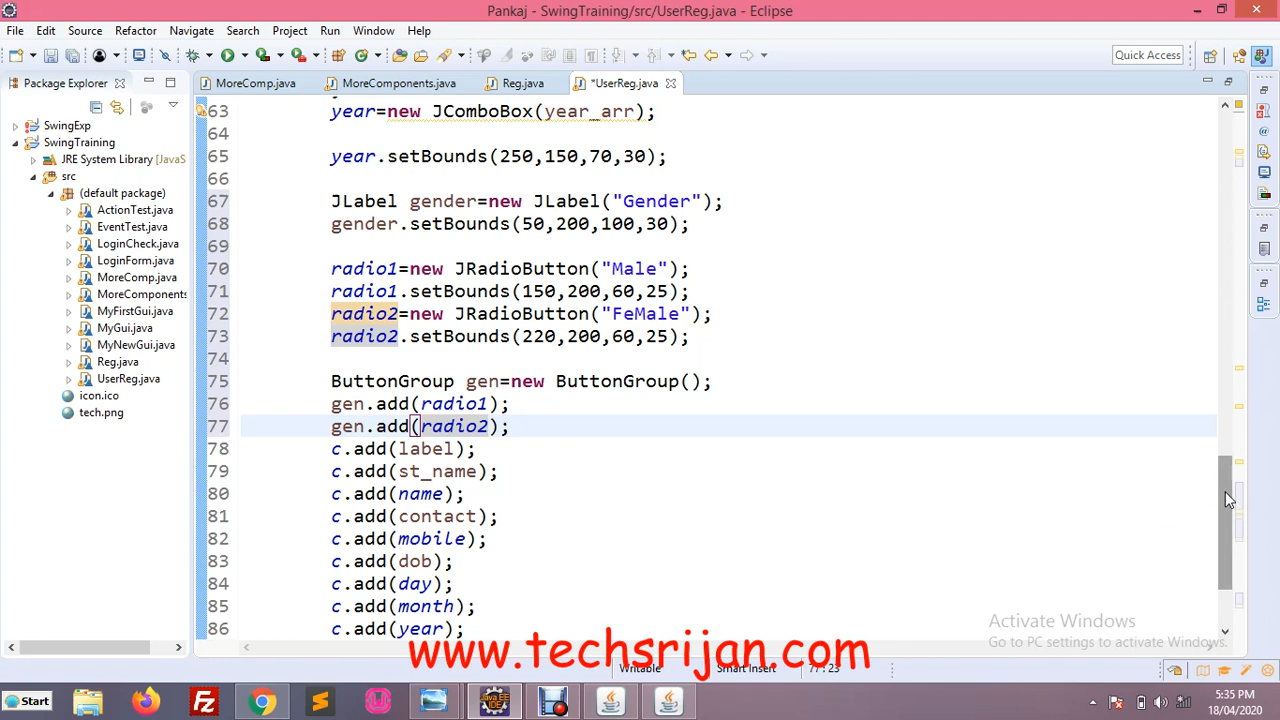 Pankaj - SwingTraining/src/UserReg.java - Eclipse
File Edit Source Refactor Navigate Search Project Run Window Help
Quick Access
Package Explorer
MoreComp.java
MoreComponents.java
Reg.java
*UserReg.java
SwingExp
SwingTraining
JRE System Library [JavaS
src
(default package)
ActionTest.java
EventTest.java
LoginCheck.java
LoginForm.java
MoreComp.java
MoreComponents
MyFirstGui.java
MyGui.java
MyNewGui.java
Reg.java
UserReg.java
icon.ico
tech.png
63 year=new JComboBox(year_arr);
64
65 year.setBounds(250,150,70,30);
66
67 JLabel gender=new JLabel("Gender");
68 gender.setBounds(50,200,100,30);
69
70 radio1=new JRadioButton("Male");
71 radio1.setBounds(150,200,60,25);
72 radio2=new JRadioButton("FeMale");
73 radio2.setBounds(220,200,60,25);
74
75 ButtonGroup gen=new ButtonGroup();
76 gen.add(radio1);
77 gen.add(radio2);
78 c.add(label);
79 c.add(st_name);
80 c.add(name);
81 c.add(contact);
82 c.add(mobile);
83 c.add(dob);
84 c.add(day);
85 c.add(month);
86 c.add(year);
Activate Windows
Go to PC settings to activate Windows.
www.techsrijan.com
Writable Smart Insert 77 : 23
Start
5:35 PM
18/04/2020